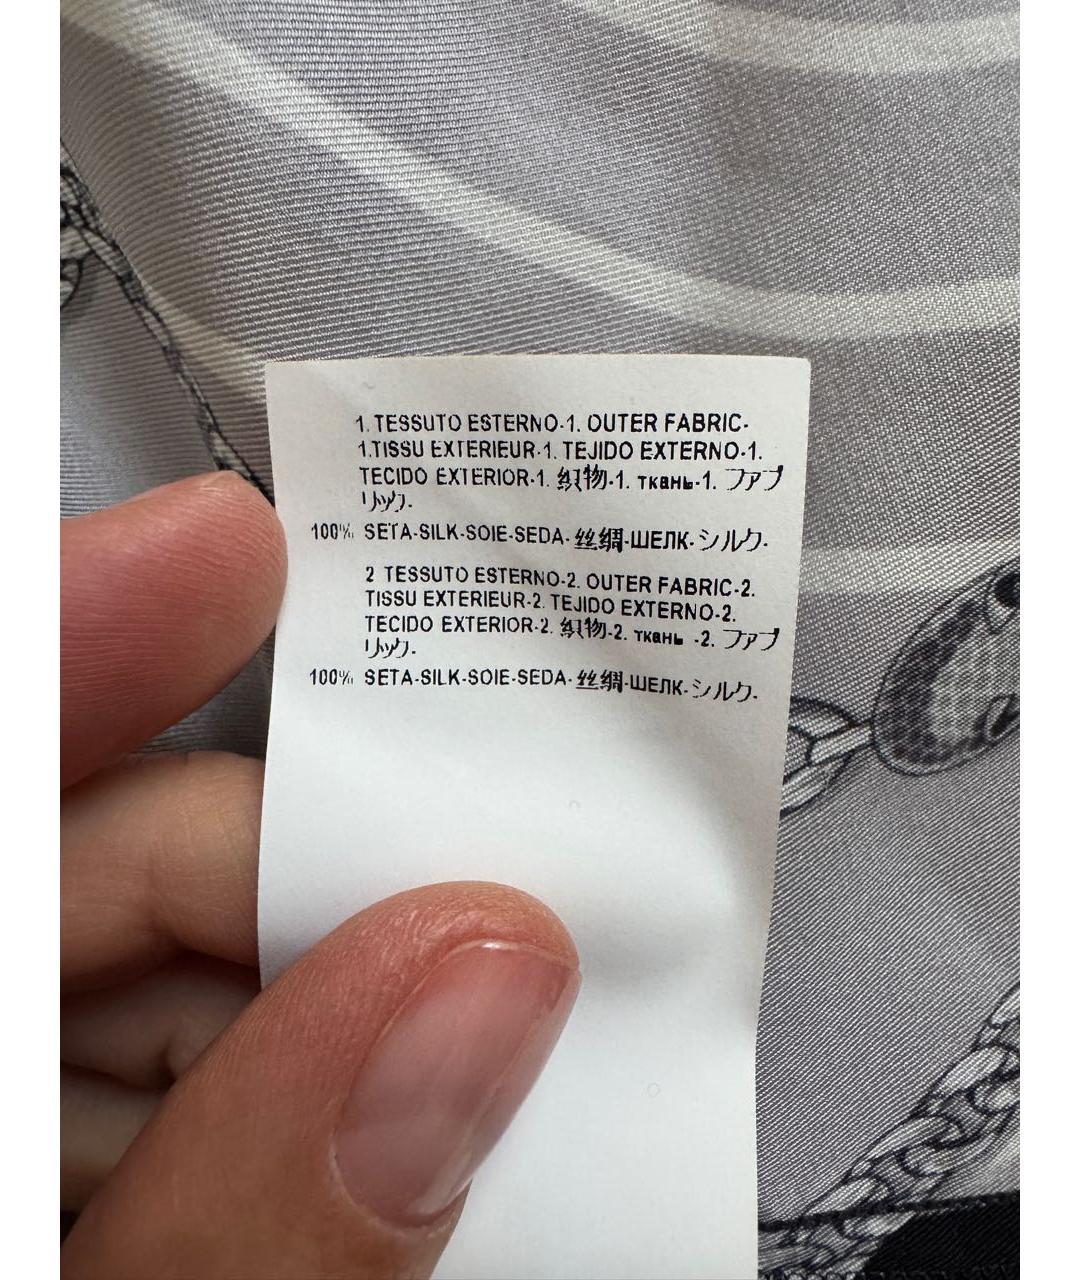 1. TESSUTO ESTERNO-1. OUTER FABRIC-
1.TISSU EXTERIEUR-1. TEJIDO EXTERNO-1.
TECIDO EXTERIOR-1. 织物-1. ткань-1. ファブ
リック-
100% SETA-SILK-SOIE-SEDA-丝绸-ШЕЛК-シルク-
2 TESSUTO ESTERNO-2. OUTER FABRIC-2.
TISSU EXTERIEUR-2. TEJIDO EXTERNO-2.
TECIDO EXTERIOR-2. 织物-2. ткань -2. ファブ
リック-
100% SETA-SILK-SOIE-SEDA-丝绸-ШЕЛК-シルク-